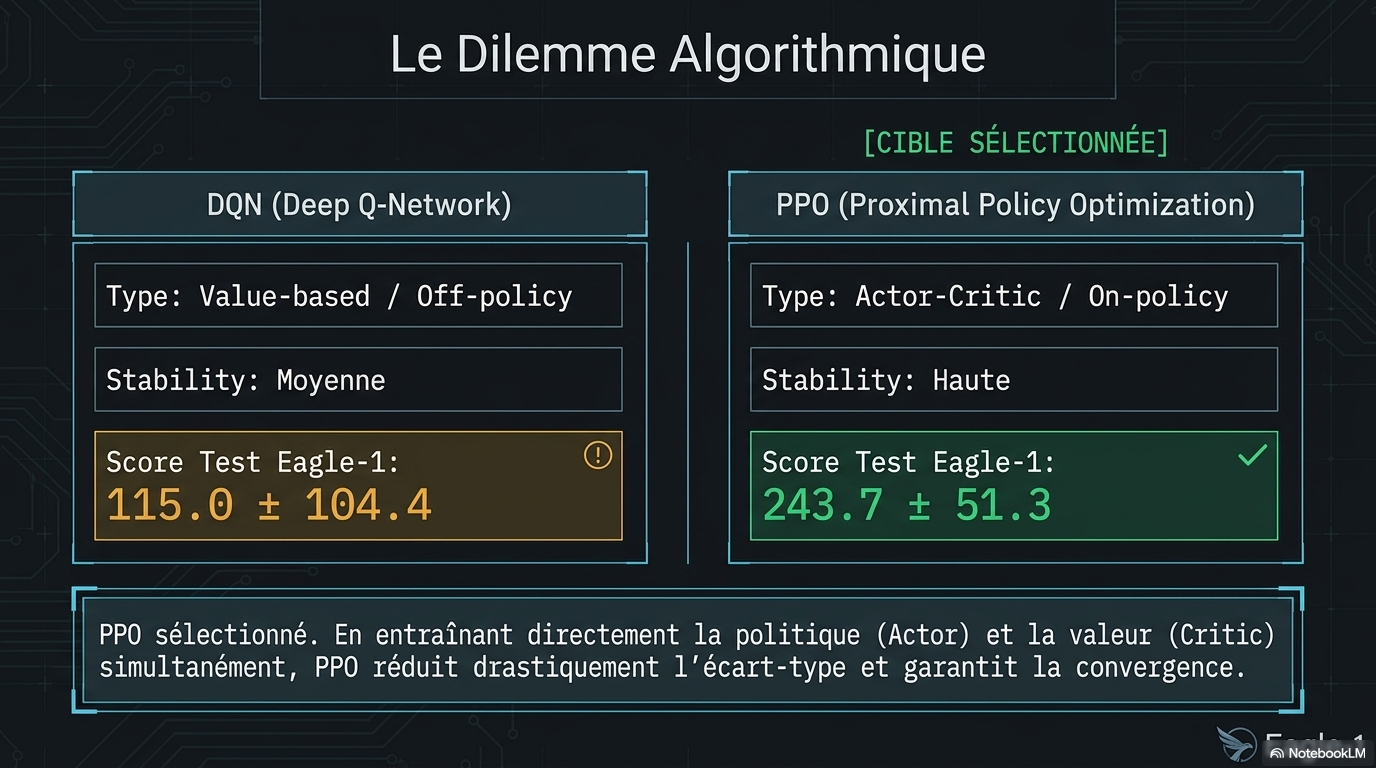 Le Dilemme Algorithmique
[CIBLE SÉLECTIONNÉE]
DQN (Deep Q-Network)
Type: Value-based / Off-policy
Stability: Moyenne
Score Test Eagle-1:
115.0 ± 104.4
PPO (Proximal Policy Optimization)
Type: Actor-Critic / On-policy
Stability: Haute
Score Test Eagle-1:
243.7 ± 51.3
PPO sélectionné. En entraînant directement la politique (Actor) et la valeur (Critic)
simultanément, PPO réduit drastiquement l'écart-type et garantit la convergence.
NotebookLM